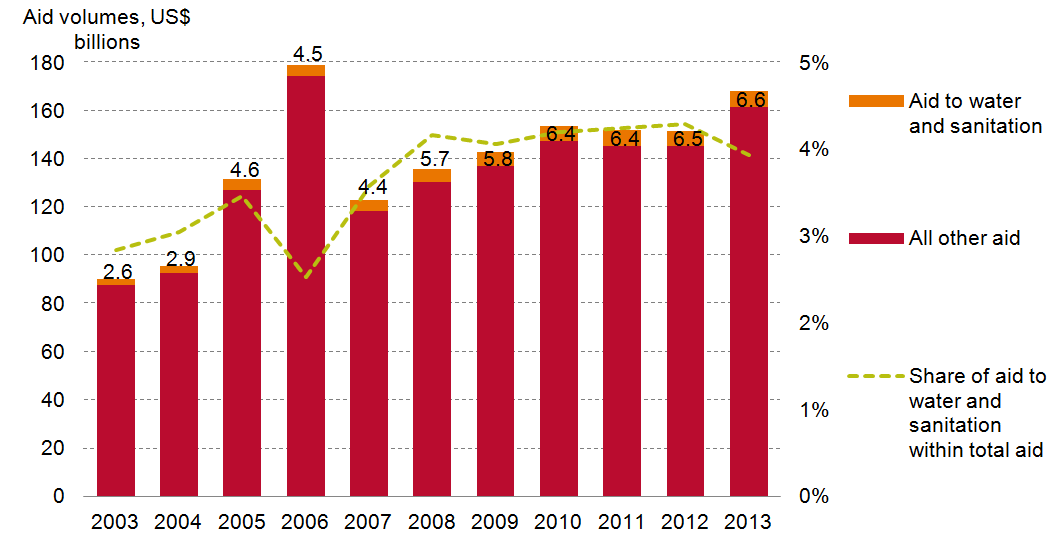 Aid volumes, US$
billions
180
160
140
120
100
80
60
40
20
0
2.6
2.9
4.6
4.5
4.4
5.7
5.8
6.4
6.4
6.5
6.6
2003 2004 2005 2006 2007 2008 2009 2010 2011 2012 2013
5%
4%
3%
2%
1%
0%
Aid to water
and sanitation
All other aid
Share of aid to
water and
sanitation
within total aid